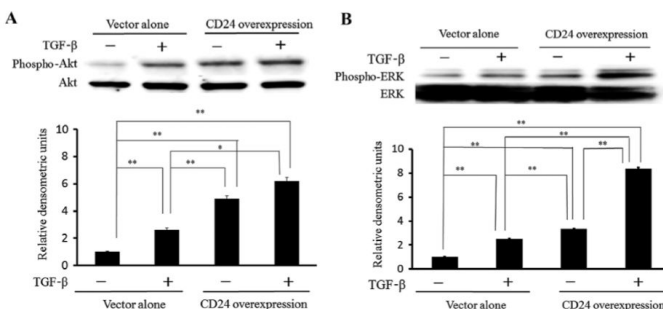 A
Vector alone CD24 overexpression
TGF-β − + − +
Phospho-Akt
Akt
Relative densometric units
10
8
6
4
2
0
** ** ** * **
TGF-β − + − +
Vector alone CD24 overexpression
B
Vector alone CD24 overexpression
TGF-β − + − +
Phospho-ERK
ERK
Relative densometric units
10
8
6
4
2
0
** ** ** ** ** **
TGF-β − + − +
Vector alone CD24 overexpression